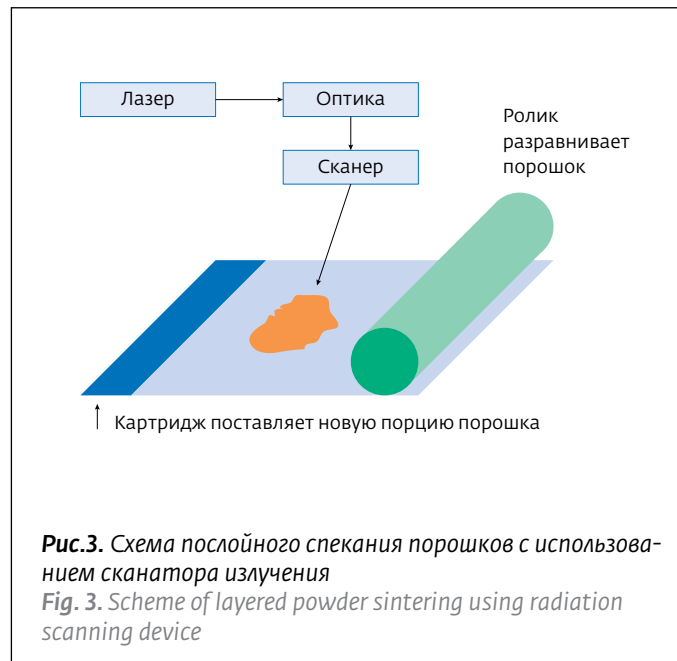 Лазер
Оптика
Сканер
Ролик
разравнивает
порошок
Картридж поставляет новую порцию порошка
Рис.3. Схема послойного спекания порошков с использова-
нием сканатора излучения
Fig. 3. Scheme of layered powder sintering using radiation
scanning device